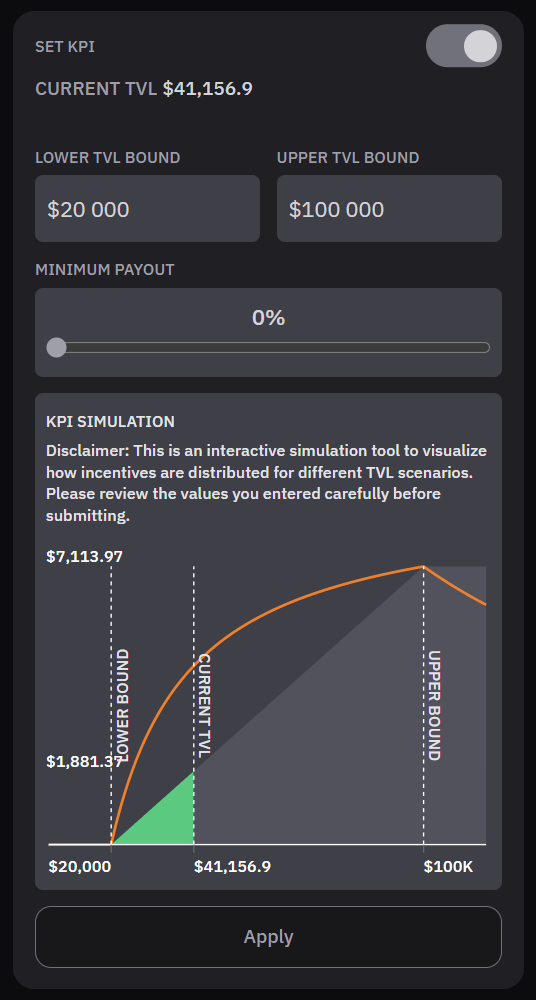 SET KPI
CURRENT TVL $41,156.9
LOWER TVL BOUND
UPPER TVL BOUND
$20 000
$100 000
MINIMUM PAYOUT
0%
KPI SIMULATION
Disclaimer: This is an interactive simulation tool to visualize
how incentives are distributed for different TVL scenarios.
Please review the values you entered carefully before
submitting.
$7,113.97
LOWER BOUND
CURRENT TVL
UPPER BOUND
$1,881.37
$20,000
$41,156.9
$100K
Apply